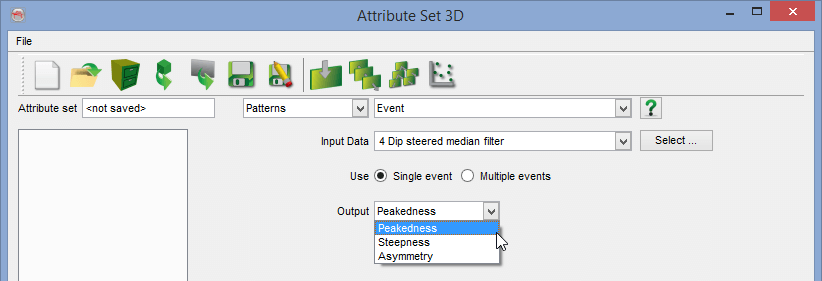 Attribute Set 3D
File
Attribute set <not saved> Patterns Event ?
Input Data 4 Dip steered median filter Select ...
Use Single event Multiple events
Output Peakedness
Peakedness
Steepness
Asymmetry